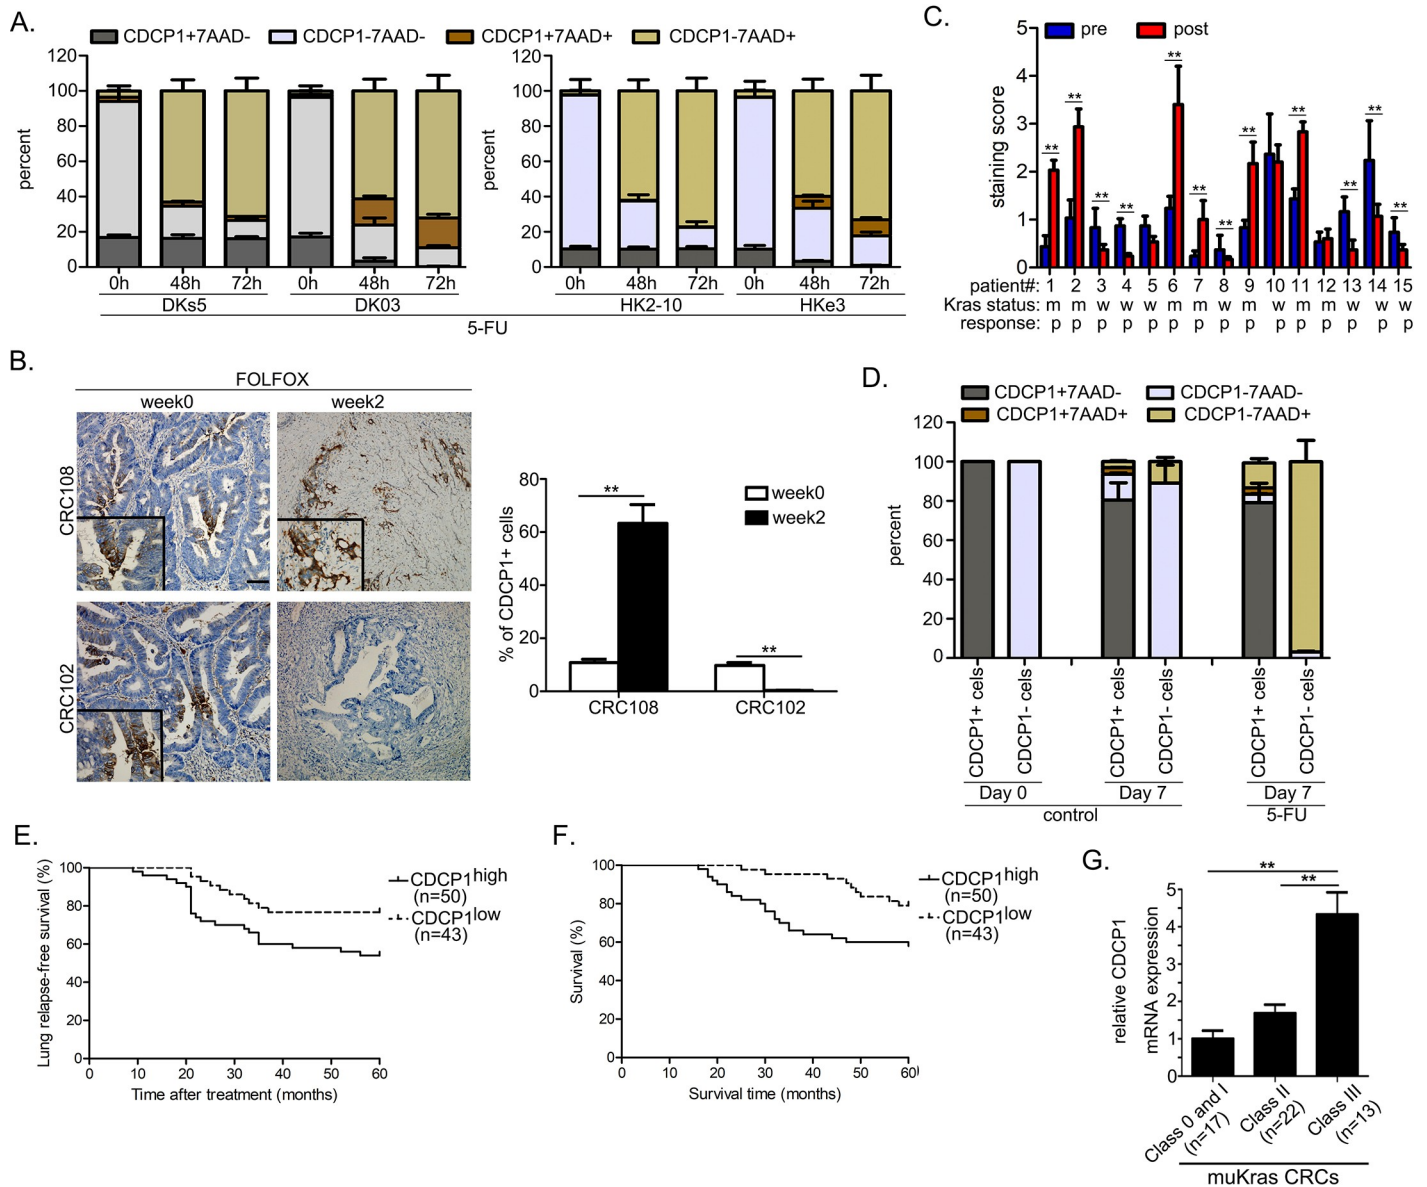 A.
CDCP1+7AAD- CDCP1-7AAD- CDCP1+7AAD+ CDCP1-7AAD+
percent
120
100
80
60
40
20
0
0h 48h 72h 0h 48h 72h
DKs5 DK03
percent
120
100
80
60
40
20
0
0h 48h 72h 0h 48h 72h
HK2-10 HKe3
5-FU
C.
pre post
staining score
5
4
3
2
1
0
** ** ** ** ** ** ** ** ** ** **
patient#: 1 2 3 4 5 6 7 8 9 10 11 12 13 14 15
Kras status: m m w w w m m w m w m m w w w
response: p p p p p p p p p p p p p p p
B.
FOLFOX
week0 week2
CRC108
CRC102
% of CDCP1+ cells
80
60
40
20
0
** **
week0
week2
CRC108 CRC102
D.
CDCP1+7AAD- CDCP1-7AAD-
CDCP1+7AAD+ CDCP1-7AAD+
percent
120
100
80
60
40
20
0
CDCP1+ cels
CDCP1- cels
CDCP1+ cels
CDCP1- cels
CDCP1+ cels
CDCP1- cels
Day 0 Day 7 Day 7
control 5-FU
E.
Lung relapse-free survival (%)
100
80
60
40
20
0
0 10 20 30 40 50 60
Time after treatment (months)
CDCP1high
(n=50)
CDCP1low
(n=43)
F.
Survival (%)
100
80
60
40
20
0
0 10 20 30 40 50 60
Survival time (months)
CDCP1high
(n=50)
CDCP1low
(n=43)
G.
relative CDCP1
mRNA expression
5
4
3
2
1
0
**
**
Class 0 and I
(n=17)
Class II
(n=22)
Class III
(n=13)
muKras CRCs